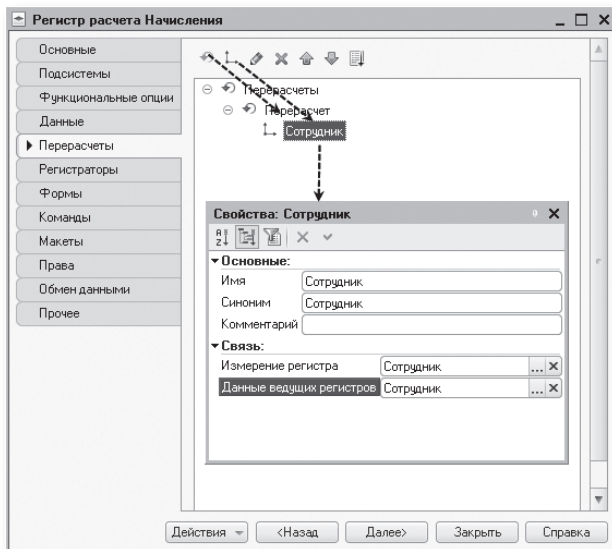 Регистр расчета Начисления
Основные
Подсистемы
Функциональные опции
Данные
Перерасчеты
Регистраторы
Формы
Команды
Макеты
Права
Обмен данными
Прочее
Перерасчеты
Перерасчет
Сотрудник
Свойства: Сотрудник
Основные:
Имя Сотрудник
Синоним Сотрудник
Комментарий
Связь:
Измерение регистра Сотрудник ...
Данные ведущих регистров Сотрудник ...
Действия <Назад Далее> Закрыть Справка